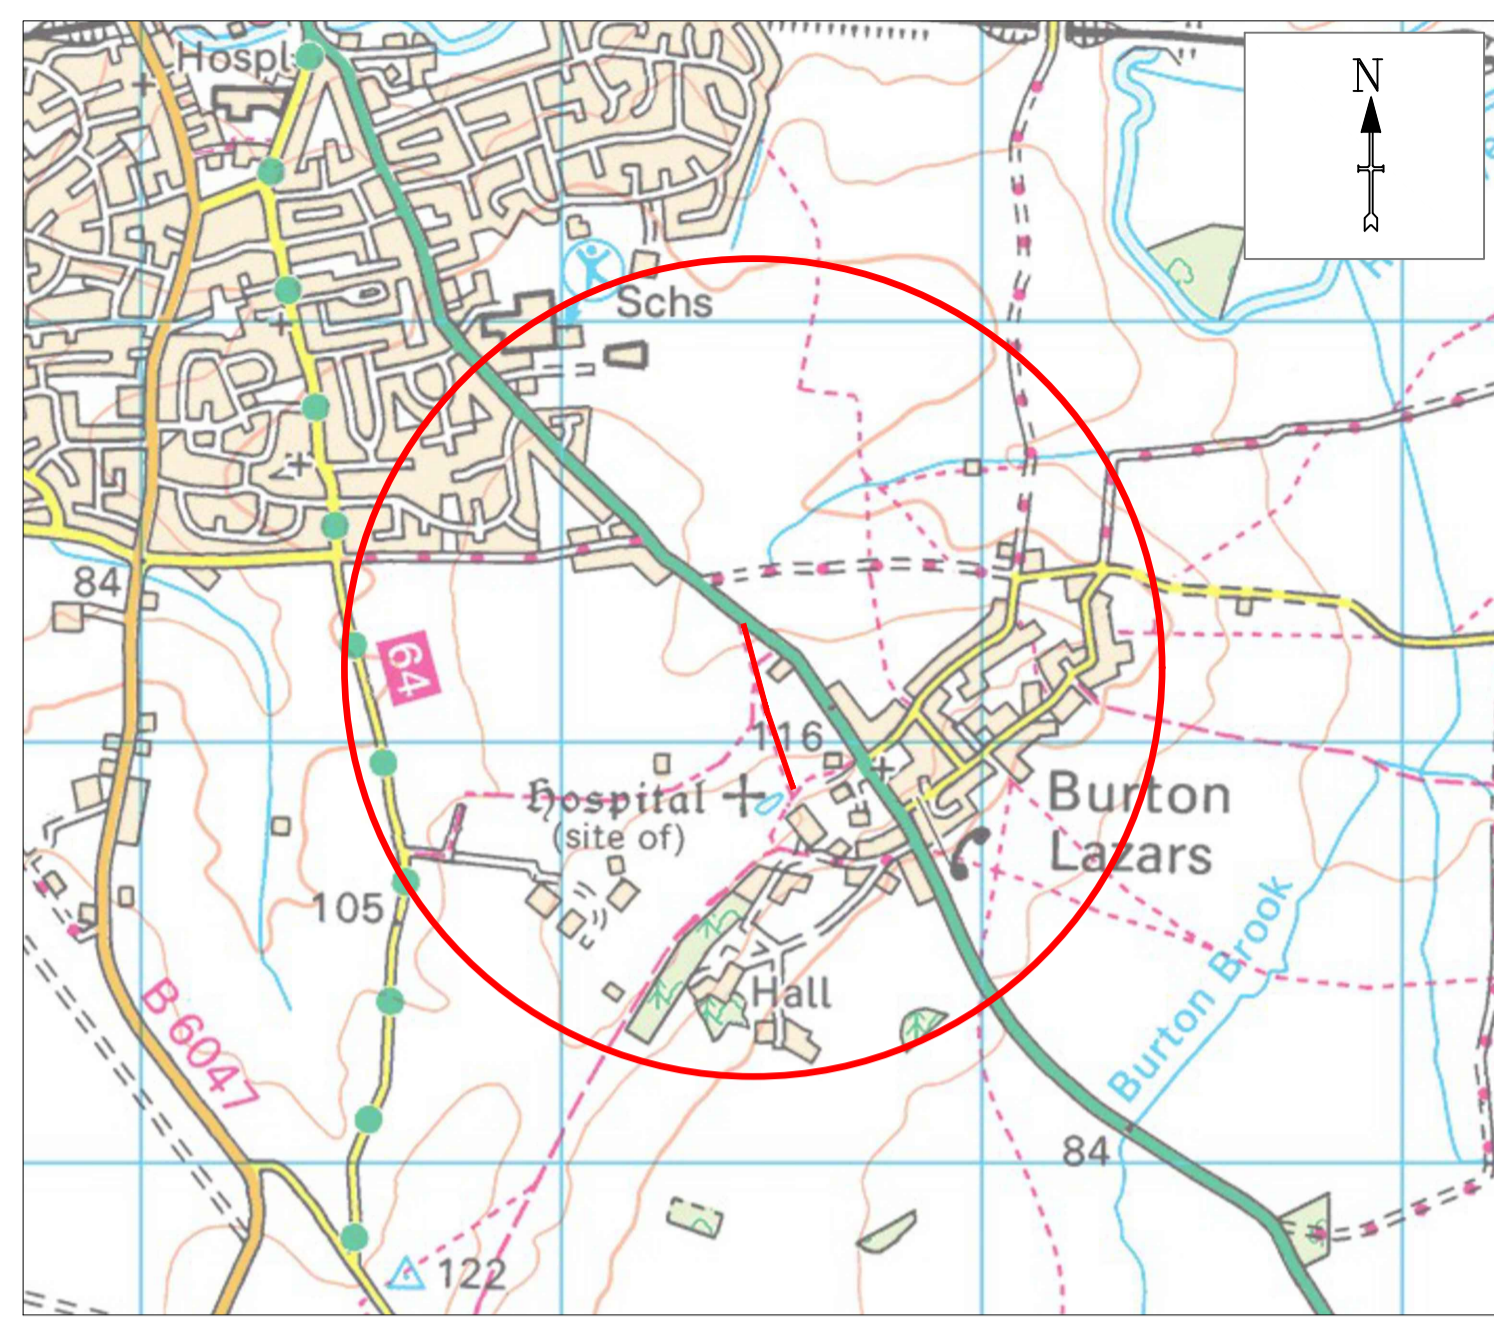 Hospl
N
Schs
84
64
116
Hospital
(site of)
Burton
Lazars
105
Hall
B 6047
Burton Brook
84
122